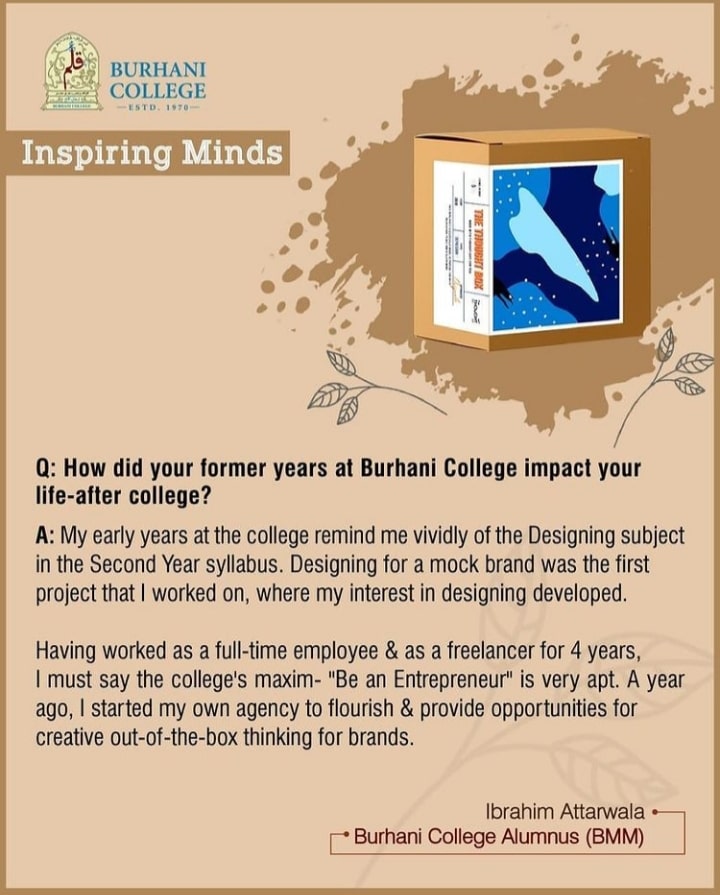 قلم
BURHANI COLLEGE
BURHANI
COLLEGE
ESTD. 1970
Inspiring Minds
THE THOUGHT BOX
Q: How did your former years at Burhani College impact your
life-after college?
A: My early years at the college remind me vividly of the Designing subject
in the Second Year syllabus. Designing for a mock brand was the first
project that I worked on, where my interest in designing developed.
Having worked as a full-time employee & as a freelancer for 4 years,
I must say the college's maxim- "Be an Entrepreneur" is very apt. A year
ago, I started my own agency to flourish & provide opportunities for
creative out-of-the-box thinking for brands.
Ibrahim Attarwala
Burhani College Alumnus (BMM)